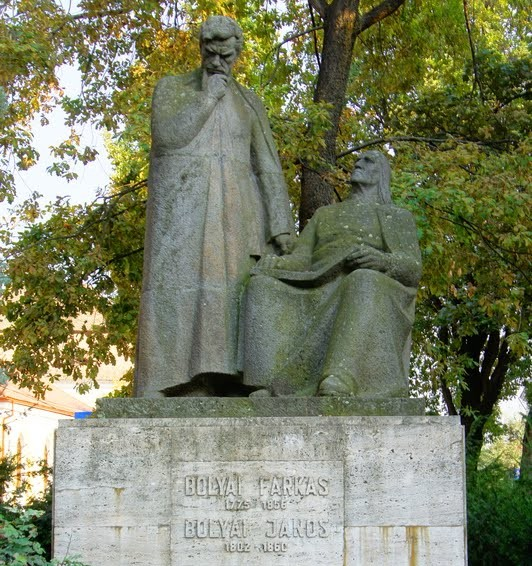 BOLYAI FARKAS
1775 - 1856
BOLYAI JÁNOS
1802 - 1860